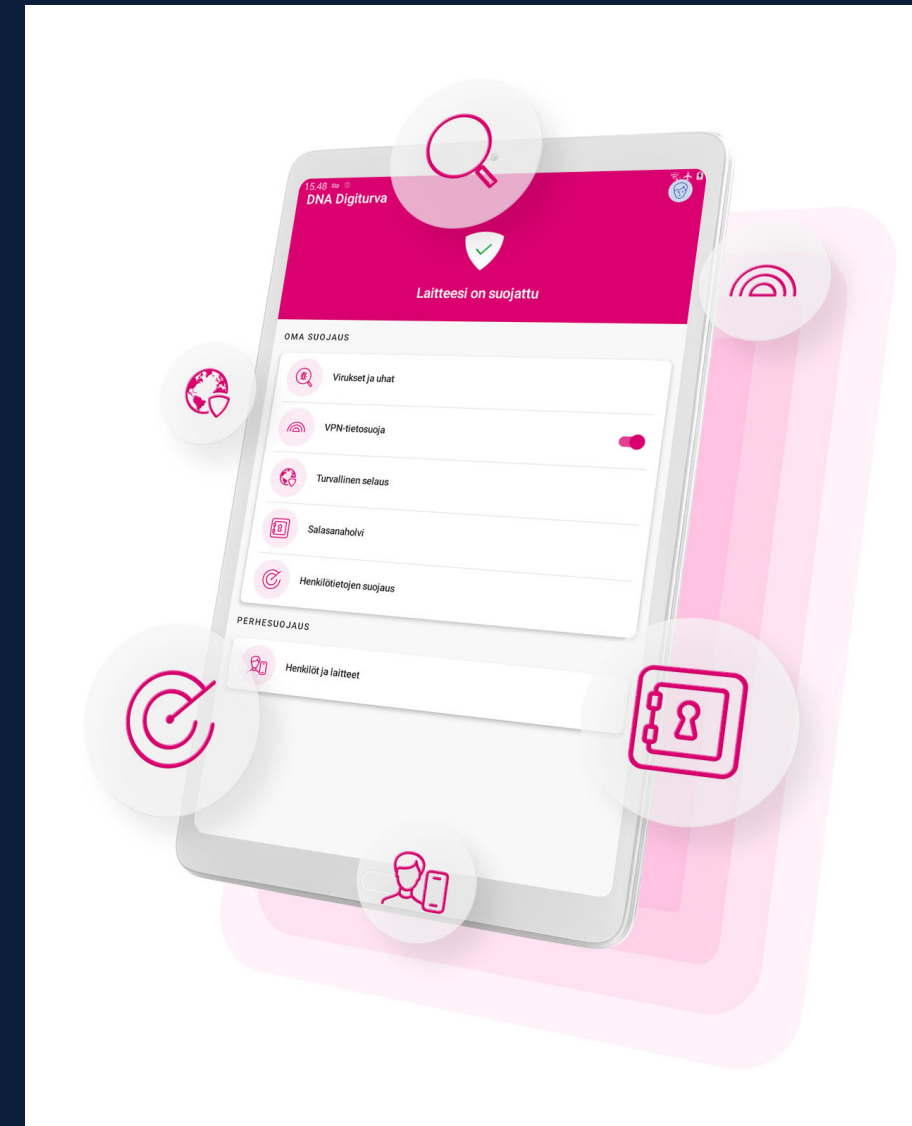 15.48
DNA Digiturva
Laitteesi on suojattu
OMA SUOJAUS
Virukset ja uhat
VPN-tietosuoja
Turvallinen selaus
Salasanaholvi
Henkilötietojen suojaus
PERHESUOJAUS
Henkilöt ja laitteet